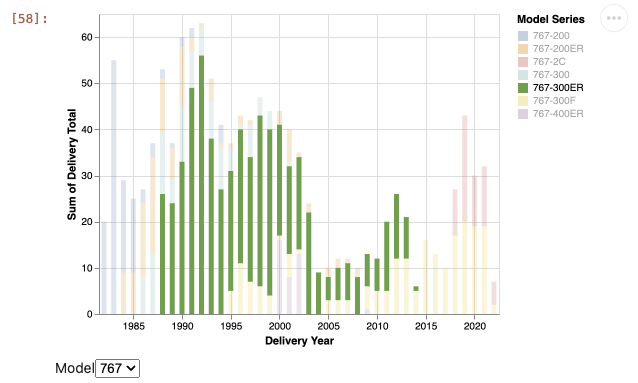 [58]:
Model Series
767-200
767-200ER
767-2C
767-300
767-300ER
767-300F
767-400ER
Sum of Delivery Total
60
50
40
30
20
10
0
1985 1990 1995 2000 2005 2010 2015 2020
Delivery Year
Model 767